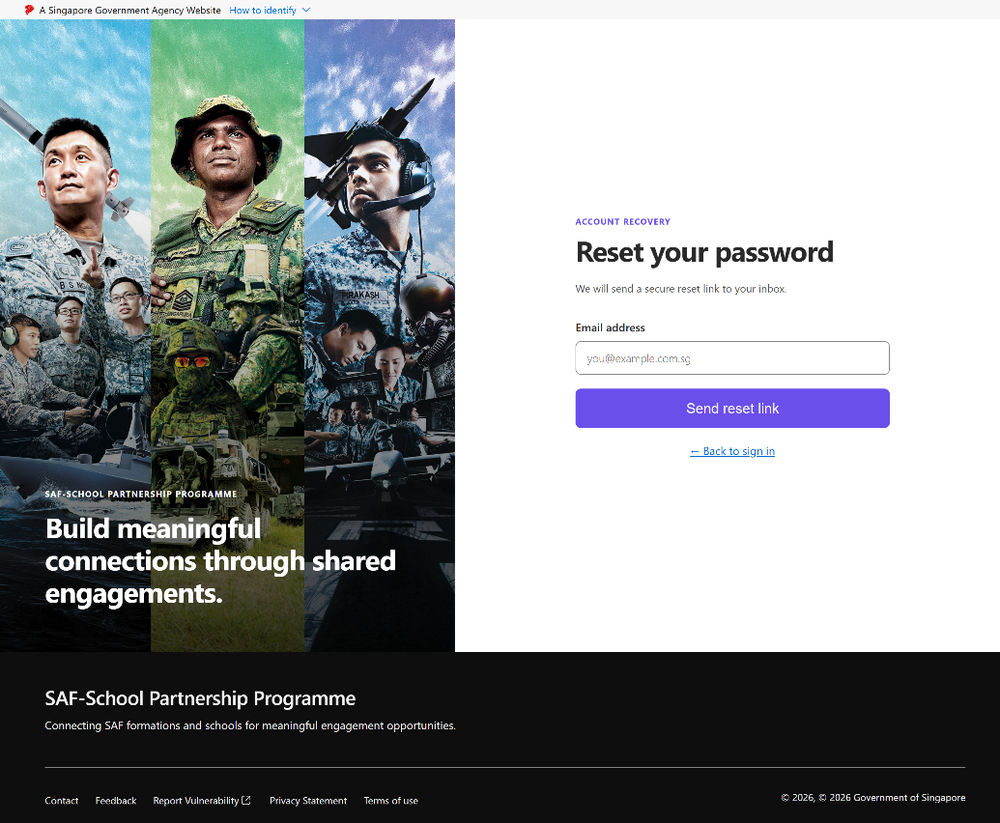 A Singapore Government Agency Website How to identify
PRAKASH
SAF-SCHOOL PARTNERSHIP PROGRAMME
Build meaningful
connections through shared
engagements.
ACCOUNT RECOVERY
Reset your password
We will send a secure reset link to your inbox.
Email address
you@example.com.sg
Send reset link
← Back to sign in
SAF-School Partnership Programme
Connecting SAF formations and schools for meaningful engagement opportunities.
Contact Feedback Report Vulnerability Privacy Statement Terms of use
© 2026, © 2026 Government of Singapore